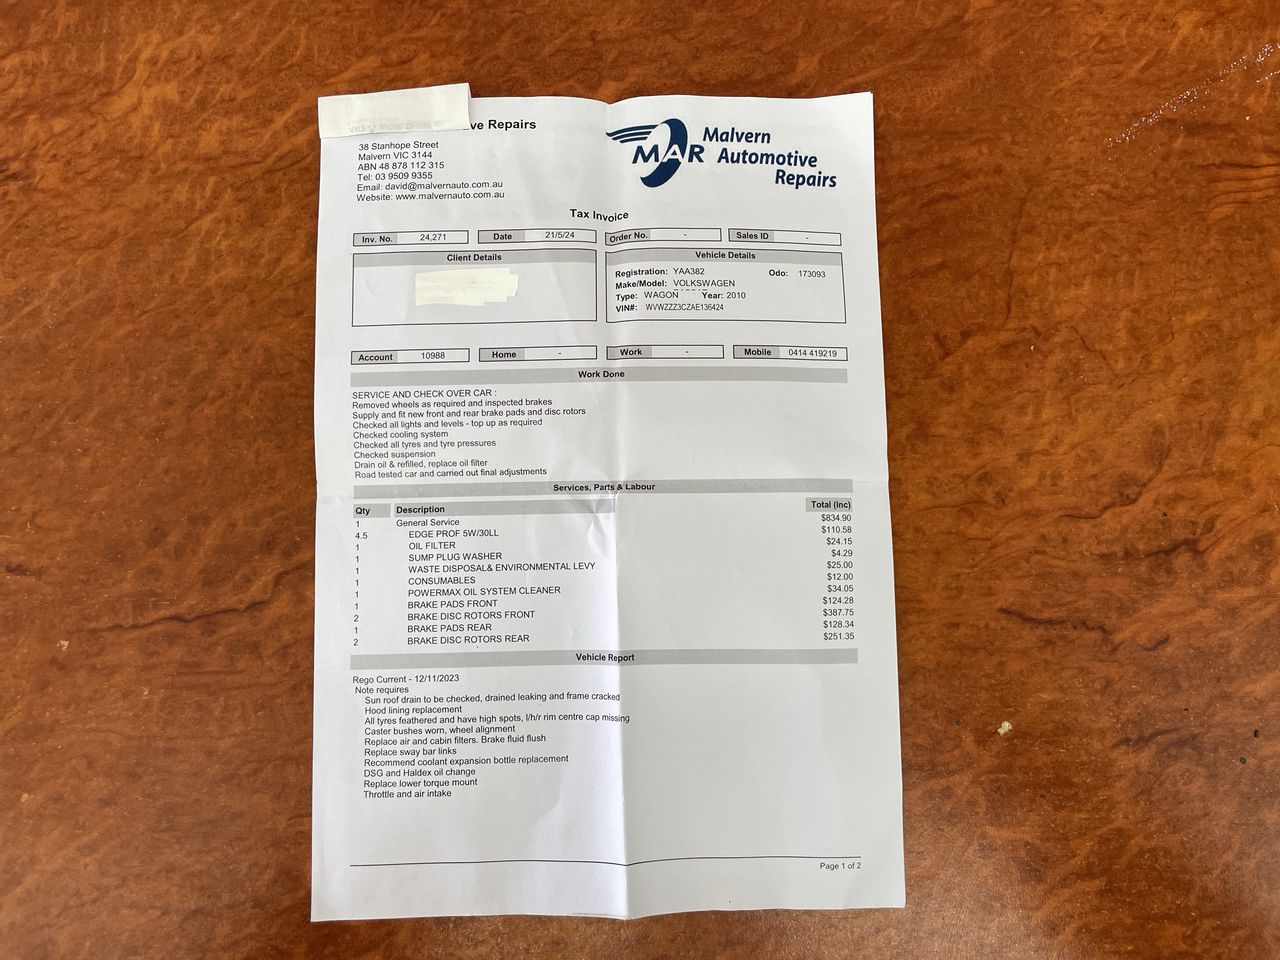 ve Repairs
38 Stanhope Street
Malvern VIC 3144
ABN 48 878 112 315
Tel: 03 9509 9355
Email: david@malvernauto.com.au
Website: www.malvernauto.com.au
MAR Malvern
Automotive
Repairs
Tax Invoice
Inv. No. 24,271 Date 21/5/24 Order No. - Sales ID -
Client Details
Vehicle Details
Registration: YAA382 Odo: 173093
Make/Model: VOLKSWAGEN
Type: WAGON Year: 2010
VIN#: WVWZZZ3CZAE136424
Account 10988 Home - Work - Mobile 0414 419219
Work Done
SERVICE AND CHECK OVER CAR :
Removed wheels as required and inspected brakes
Supply and fit new front and rear brake pads and disc rotors
Checked all lights and levels - top up as required
Checked cooling system
Checked all tyres and tyre pressures
Checked suspension
Drain oil & refilled, replace oil filter
Road tested car and carried out final adjustments
Services, Parts & Labour
Qty Description Total (Inc)
1 General Service $834.90
4.5 EDGE PROF 5W/30LL $110.58
1 OIL FILTER $24.15
1 SUMP PLUG WASHER $4.29
1 WASTE DISPOSAL& ENVIRONMENTAL LEVY $25.00
1 CONSUMABLES $12.00
1 POWERMAX OIL SYSTEM CLEANER $34.05
1 BRAKE PADS FRONT $124.28
2 BRAKE DISC ROTORS FRONT $387.75
1 BRAKE PADS REAR $128.34
2 BRAKE DISC ROTORS REAR $251.35
Vehicle Report
Rego Current - 12/11/2023
Note requires
Sun roof drain to be checked, drained leaking and frame cracked
Hood lining replacement
All tyres feathered and have high spots, l/h/r rim centre cap missing
Caster bushes worn, wheel alignment
Replace air and cabin filters. Brake fluid flush
Replace sway bar links
Recommend coolant expansion bottle replacement
DSG and Haldex oil change
Replace lower torque mount
Throttle and air intake
Page 1 of 2